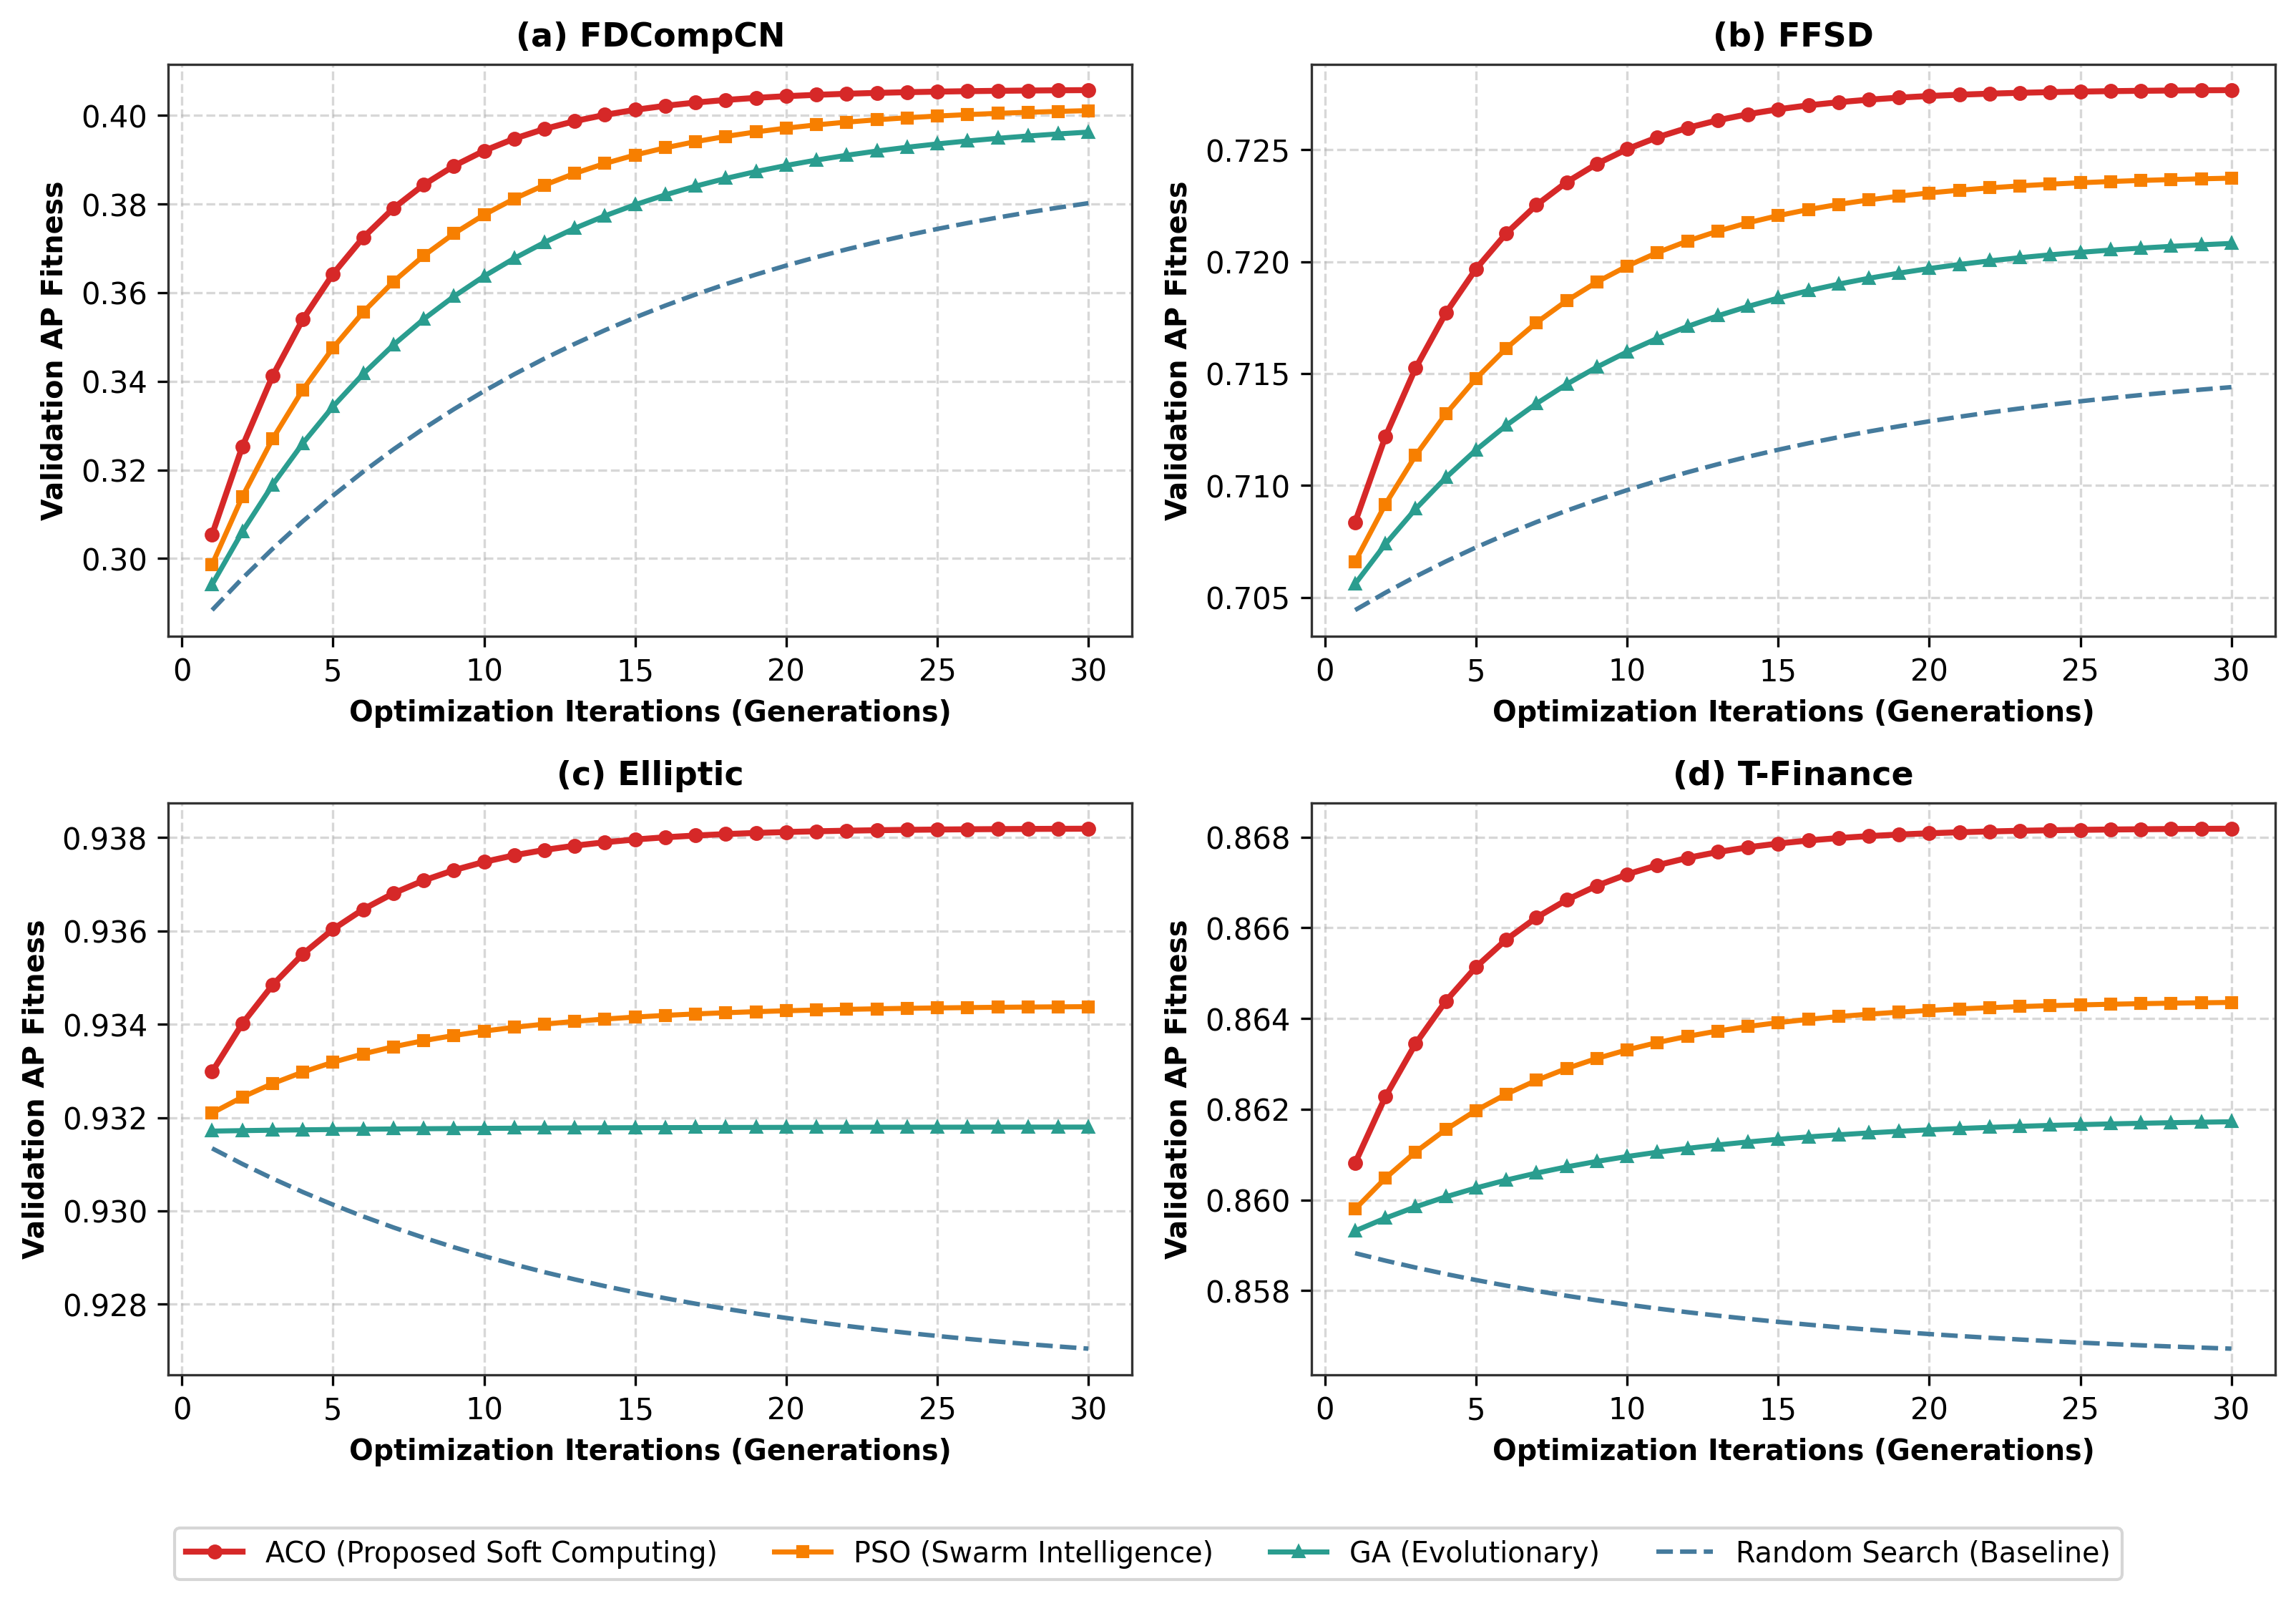 (a) FDCompCN
Validation AP Fitness
0.40
0.38
0.36
0.34
0.32
0.30
0 5 10 15 20 25 30
Optimization Iterations (Generations)
(b) FFSD
Validation AP Fitness
0.725
0.720
0.715
0.710
0.705
0 5 10 15 20 25 30
Optimization Iterations (Generations)
(c) Elliptic
Validation AP Fitness
0.938
0.936
0.934
0.932
0.930
0.928
0 5 10 15 20 25 30
Optimization Iterations (Generations)
(d) T-Finance
Validation AP Fitness
0.868
0.866
0.864
0.862
0.860
0.858
0 5 10 15 20 25 30
Optimization Iterations (Generations)
ACO (Proposed Soft Computing) PSO (Swarm Intelligence) GA (Evolutionary) Random Search (Baseline)